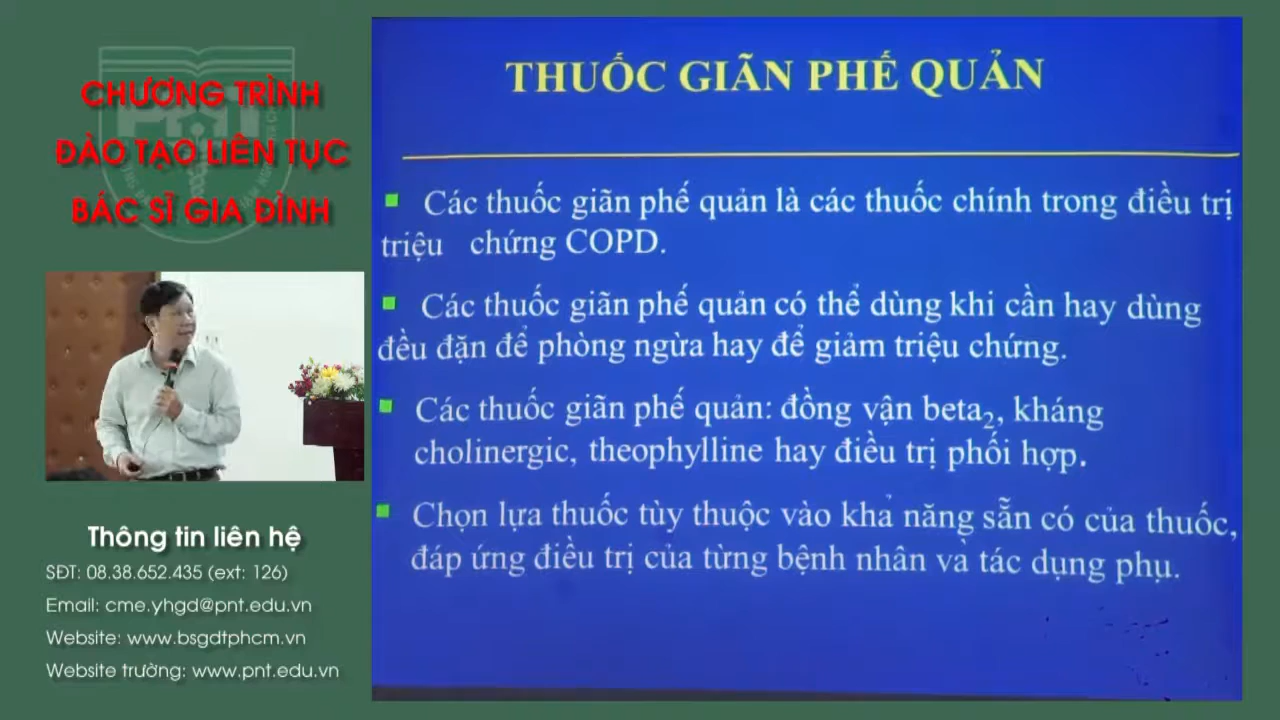 CHƯƠNG TRÌNH
ĐÀO TẠO LIÊN TỤC
BÁC SĨ GIA ĐÌNH
Thông tin liên hệ
SĐT: 08.38.652.435 (ext: 126)
Email: cme.yhgd@pnt.edu.vn
Website: www.bsgdtphcm.vn
Website trường: www.pnt.edu.vn
THUỐC GIÃN PHẾ QUẢN
Các thuốc giãn phế quản là các thuốc chính trong điều trị
triệu chứng COPD.
Các thuốc giãn phế quản có thể dùng khi cần hay dùng
đều đặn để phòng ngừa hay để giảm triệu chứng.
Các thuốc giãn phế quản: đồng vận beta₂, kháng
cholinergic, theophylline hay điều trị phối hợp.
Chọn lựa thuốc tùy thuộc vào khả năng sẵn có của thuốc,
đáp ứng điều trị của từng bệnh nhân và tác dụng phụ.